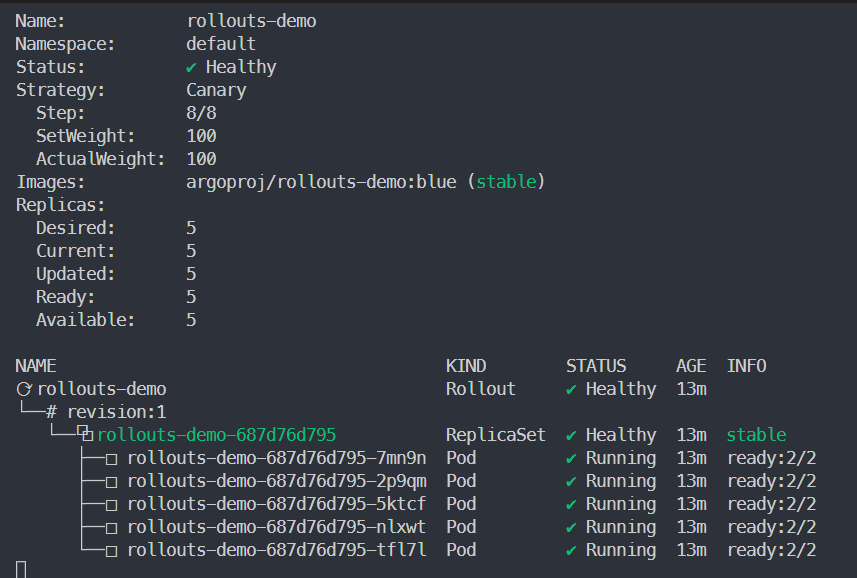 Name:            rollouts-demo
Namespace:       default
Status:          ✔ Healthy
Strategy:        Canary
  Step:          8/8
  SetWeight:     100
  ActualWeight:  100
Images:          argoproj/rollouts-demo:blue (stable)
Replicas:
  Desired:       5
  Current:       5
  Updated:       5
  Ready:         5
  Available:     5

NAME                                       KIND        STATUS     AGE  INFO
⟳ rollouts-demo                            Rollout     ✔ Healthy  13m
└──# revision:1
   └──⧉ rollouts-demo-687d76d795           ReplicaSet  ✔ Healthy  13m  stable
      ├──□ rollouts-demo-687d76d795-7mn9n  Pod         ✔ Running  13m  ready:2/2
      ├──□ rollouts-demo-687d76d795-2p9qm  Pod         ✔ Running  13m  ready:2/2
      ├──□ rollouts-demo-687d76d795-5ktcf  Pod         ✔ Running  13m  ready:2/2
      ├──□ rollouts-demo-687d76d795-nlxwt  Pod         ✔ Running  13m  ready:2/2
      └──□ rollouts-demo-687d76d795-tfl7l  Pod         ✔ Running  13m  ready:2/2